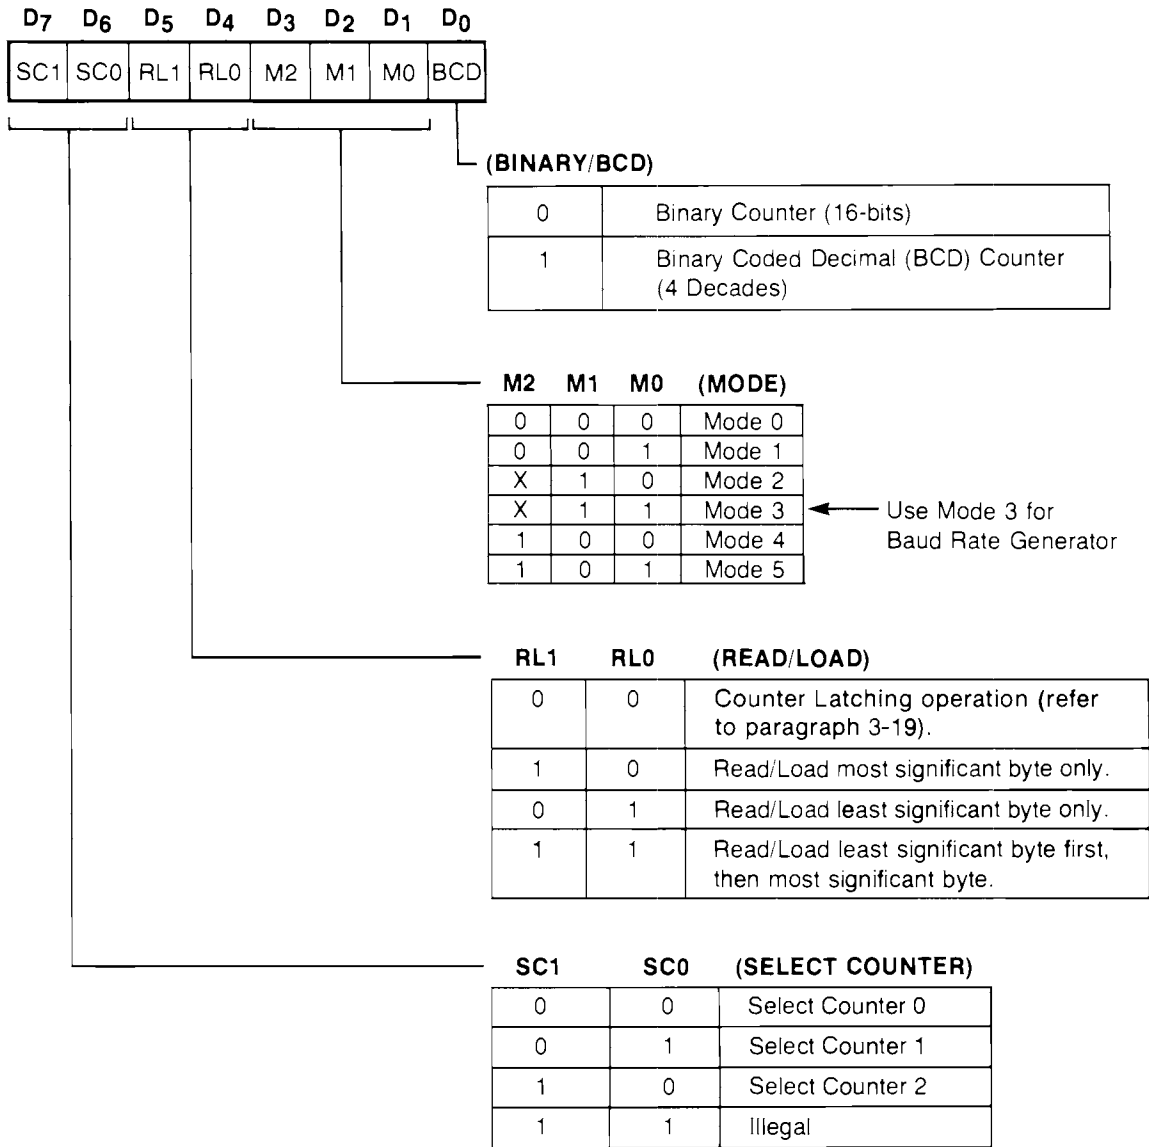 D7 D6 D5 D4 D3 D2 D1 D0
SC1 SC0 RL1 RL0 M2 M1 M0 BCD
(BINARY/BCD)
0 Binary Counter (16-bits)
1 Binary Coded Decimal (BCD) Counter
(4 Decades)
M2 M1 M0 (MODE)
0 0 0 Mode 0
0 0 1 Mode 1
X 1 0 Mode 2
X 1 1 Mode 3 Use Mode 3 for
1 0 0 Mode 4 Baud Rate Generator
1 0 1 Mode 5
RL1 RL0 (READ/LOAD)
0 0 Counter Latching operation (refer
to paragraph 3-19).
1 0 Read/Load most significant byte only.
0 1 Read/Load least significant byte only.
1 1 Read/Load least significant byte first,
then most significant byte.
SC1 SC0 (SELECT COUNTER)
0 0 Select Counter 0
0 1 Select Counter 1
1 0 Select Counter 2
1 1 Illegal